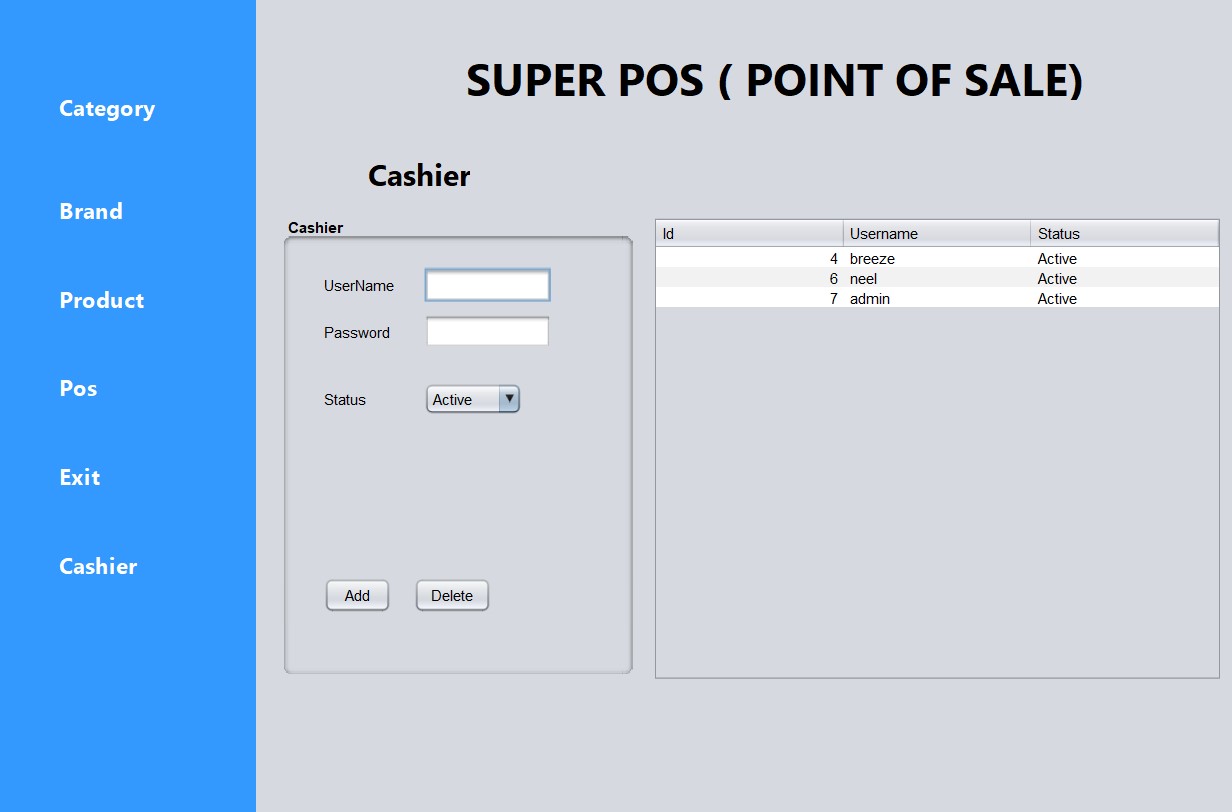 SUPER POS ( POINT OF SALE)
Category
Brand
Product
Pos
Exit
Cashier
Cashier
Cashier
UserName
Password
Status Active
Add Delete
Id Username Status
4 breeze Active
6 neel Active
7 admin Active